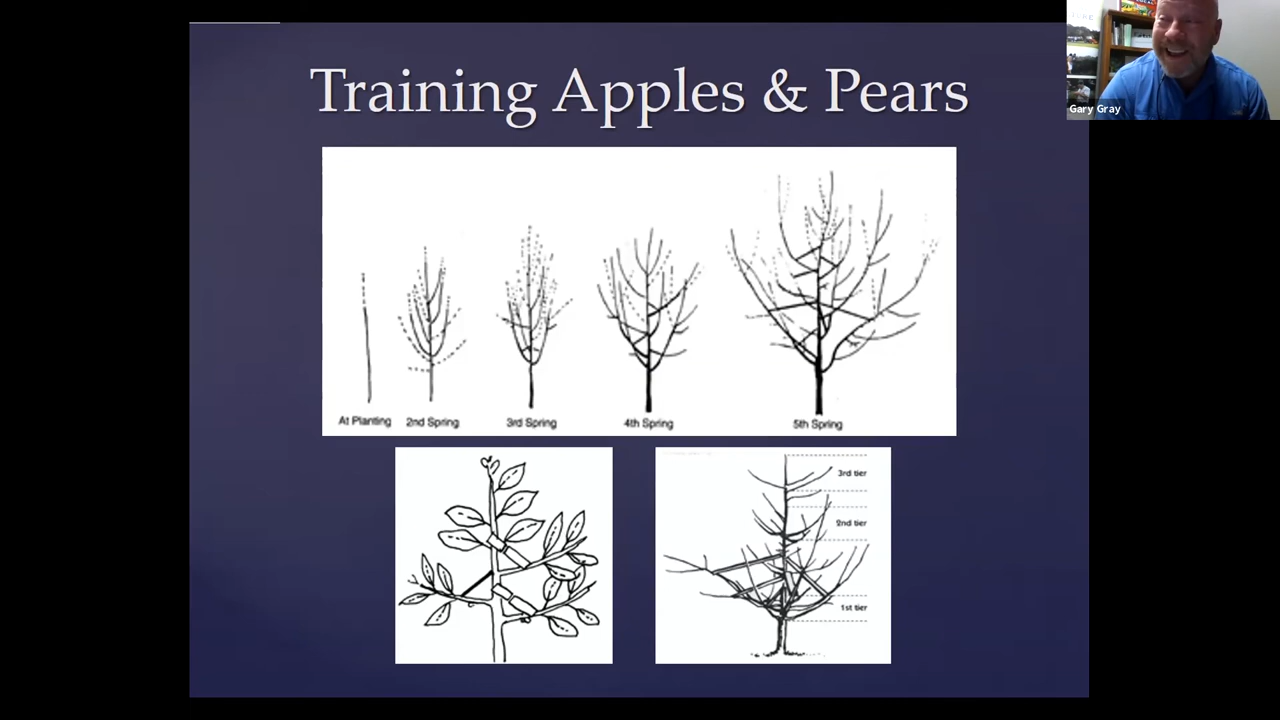 Training Apples & Pears
Gary Gray
At Planting
2nd Spring
3rd Spring
4th Spring
5th Spring
3rd tier
2nd tier
1st tier